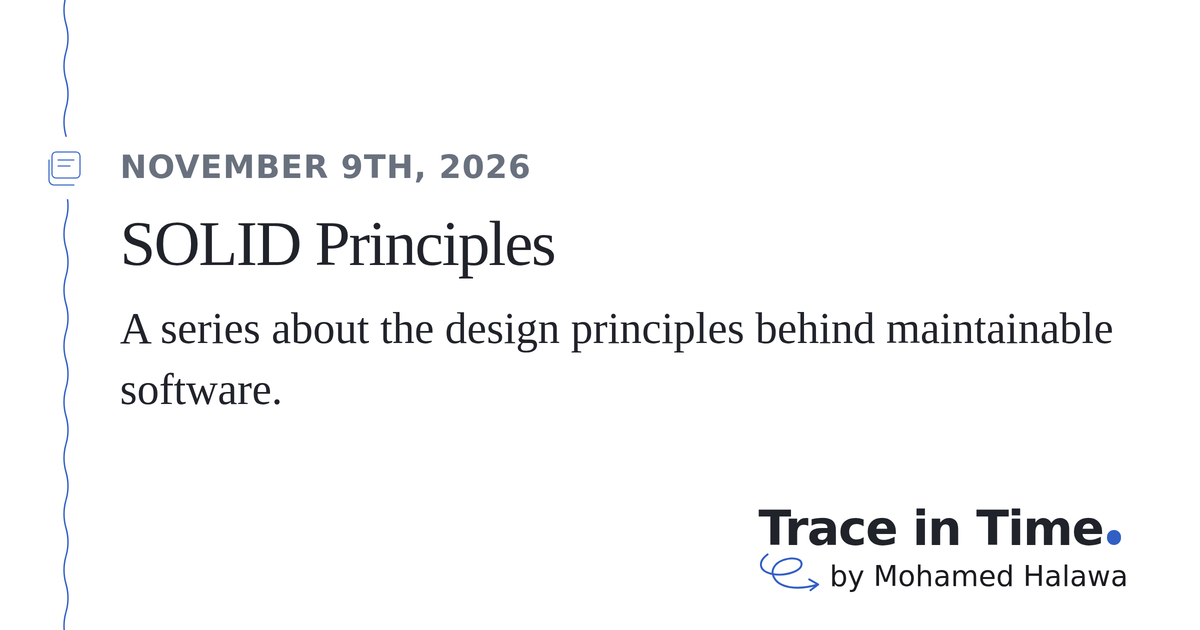 NOVEMBER 9TH, 2026
SOLID Principles
A series about the design principles behind maintainable
software.
Trace in Time.
by Mohamed Halawa